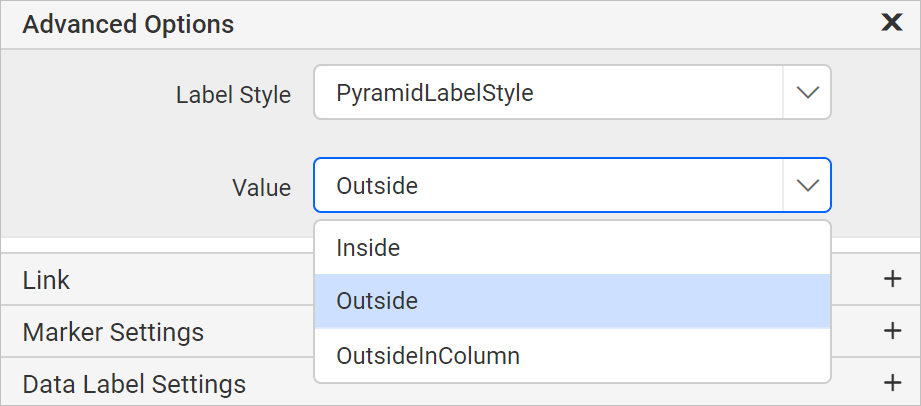 Advanced Options
Label Style PyramidLabelStyle
Value Outside
Inside
Link
Outside
Marker Settings
OutsideInColumn
Data Label Settings